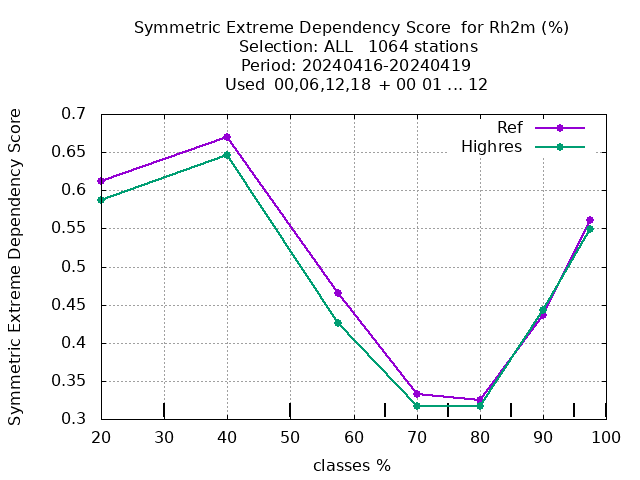 Symmetric Extreme Dependency Score for Rh2m (%)
Selection: ALL 1064 stations
Period: 20240416-20240419
Used 00,06,12,18 + 00 01 ... 12
Symmetric Extreme Dependency Score
0.7
0.65
0.6
0.55
0.5
0.45
0.4
0.35
0.3
Ref
Highres
20 30 40 50 60 70 80 90 100
classes %